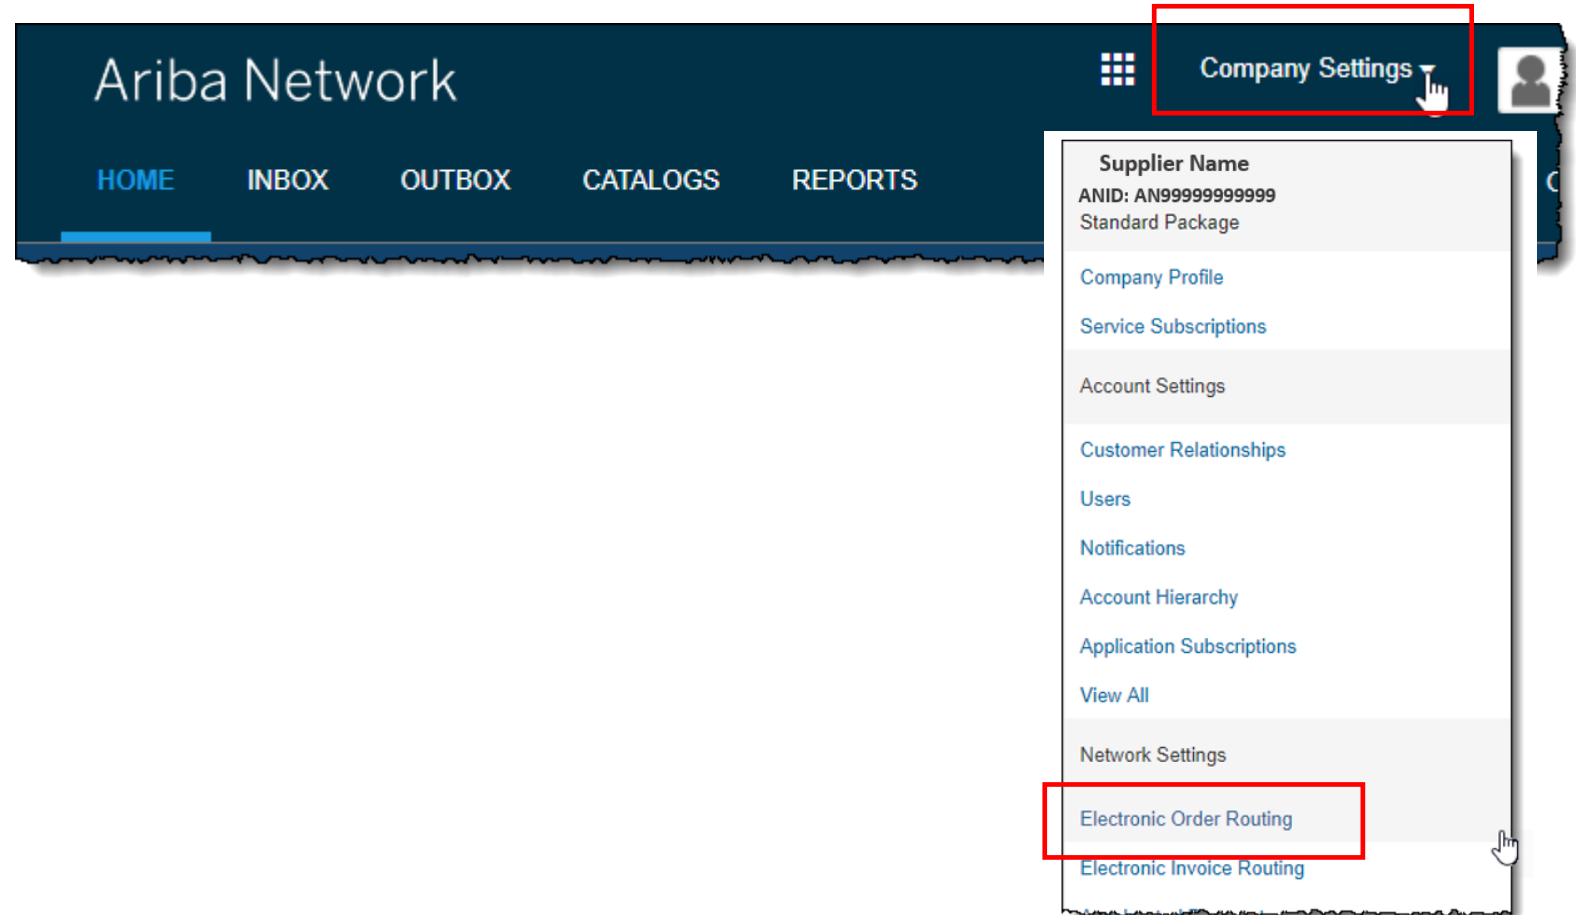 Ariba Network
Company Settings
HOME INBOX OUTBOX CATALOGS REPORTS
Supplier Name
ANID: AN99999999999
Standard Package
Company Profile
Service Subscriptions
Account Settings
Customer Relationships
Users
Notifications
Account Hierarchy
Application Subscriptions
View All
Network Settings
Electronic Order Routing
Electronic Invoice Routing